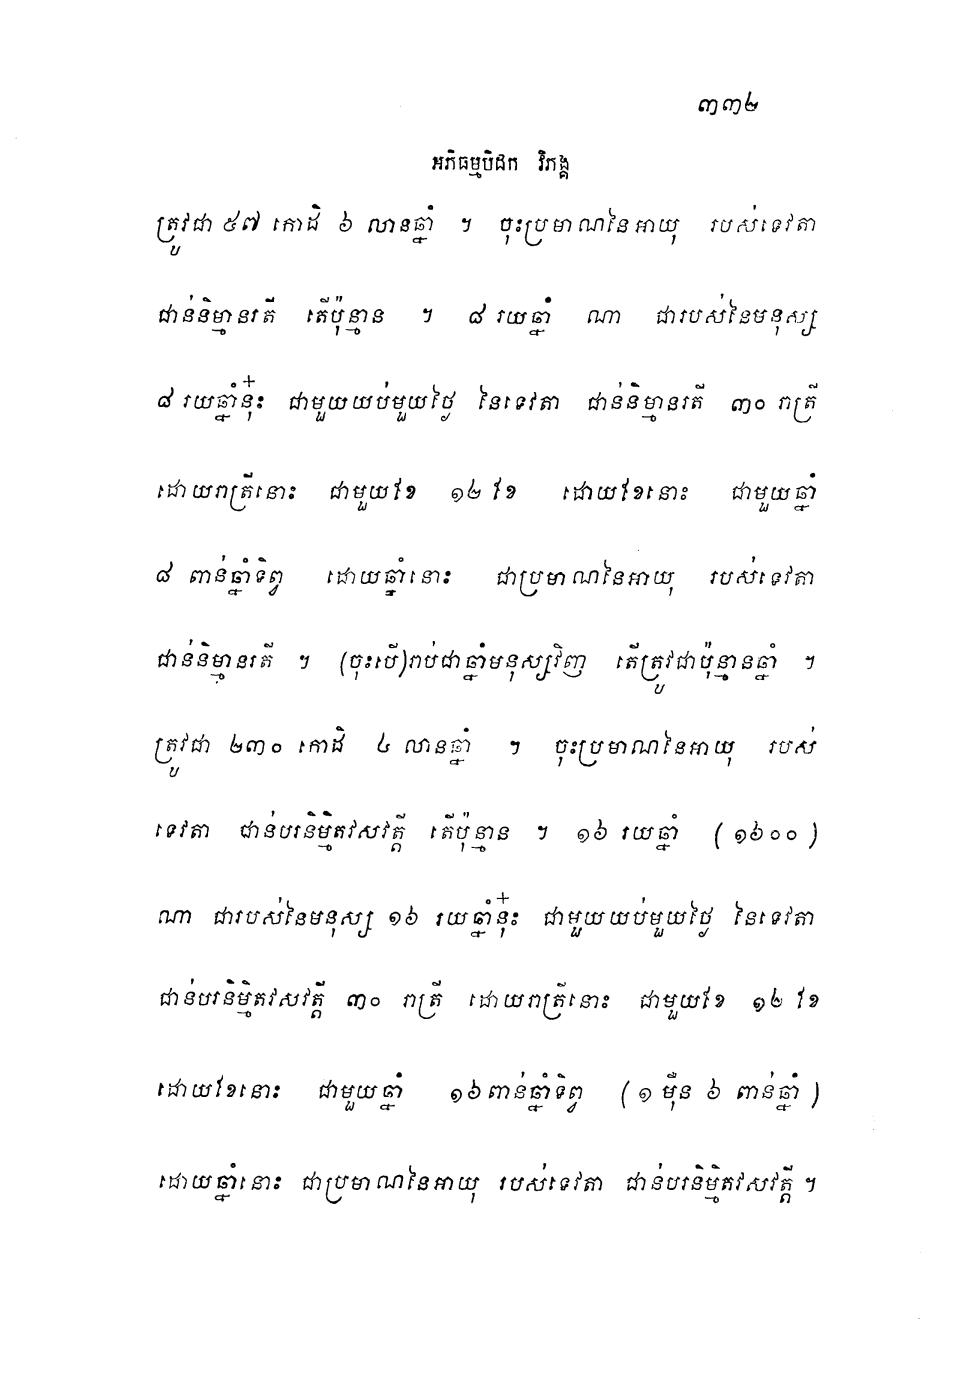 ៣៣២
អភិធម្មបិដក វិភង្គ
ត្រូវជា ៥៧ កោដិ ៦ លានឆ្នាំ ។ ចុះប្រមាណនៃអាយុ របស់ទេវតា
ជាន់និម្មានរតី តើប៉ុន្មាន ។ ៨ រយឆ្នាំ ណា ជារបស់នៃមនុស្ស
៨ រយឆ្នាំនុ៎ះ ជាមួយយប់មួយថ្ងៃ នៃទេវតា ជាន់និម្មានរតី ៣០ រាត្រី
ដោយរាត្រីនោះ ជាមួយខែ ១២ ខែ ដោយខែនោះ ជាមួយឆ្នាំ
៨ ពាន់ឆ្នាំទិព្វ ដោយឆ្នាំនោះ ជាប្រមាណនៃអាយុ របស់ទេវតា
ជាន់និម្មានរតី ។ (ចុះបើ)រាប់ជាឆ្នាំមនុស្សវិញ តើត្រូវជាប៉ុន្មានឆ្នាំ ។
ត្រូវជា ២៣០ កោដិ ៤ លានឆ្នាំ ។ ចុះប្រមាណនៃអាយុ របស់
ទេវតា ជាន់បរនិម្មិតវសវត្តី តើប៉ុន្មាន ។ ១៦ រយឆ្នាំ (១៦០០)
ណា ជារបស់នៃមនុស្ស ១៦ រយឆ្នាំនុ៎ះ ជាមួយយប់មួយថ្ងៃ នៃទេវតា
ជាន់បរនិម្មិតវសវត្តី ៣០ រាត្រី ដោយរាត្រីនោះ ជាមួយខែ ១២ ខែ
ដោយខែនោះ ជាមួយឆ្នាំ ១៦ពាន់ឆ្នាំទិព្វ (១ ម៉ឺន ៦ ពាន់ឆ្នាំ)
ដោយឆ្នាំនោះ ជាប្រមាណនៃអាយុ របស់ទេវតា ជាន់បរនិម្មិតវសវត្តី ។